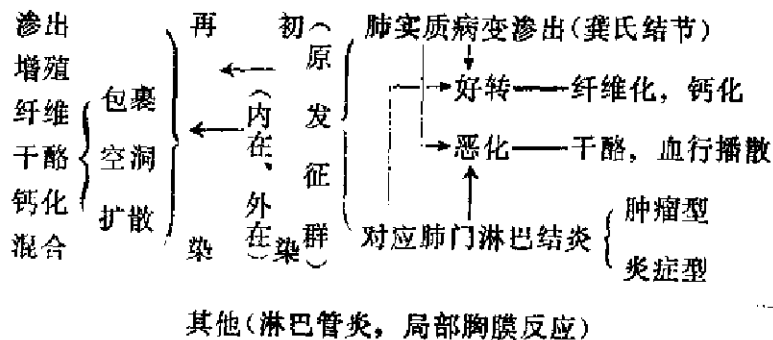 渗出
增殖
纤维
干酪
钙化
混合
包裹
空洞
扩散
再染
(内在、外在)
初染
(原发征群)
肺实质病变渗出(龚氏结节)
好转——纤维化，钙化
恶化——干酪，血行播散
对应肺门淋巴结炎
肿瘤型
炎症型
其他(淋巴管炎，局部胸膜反应)